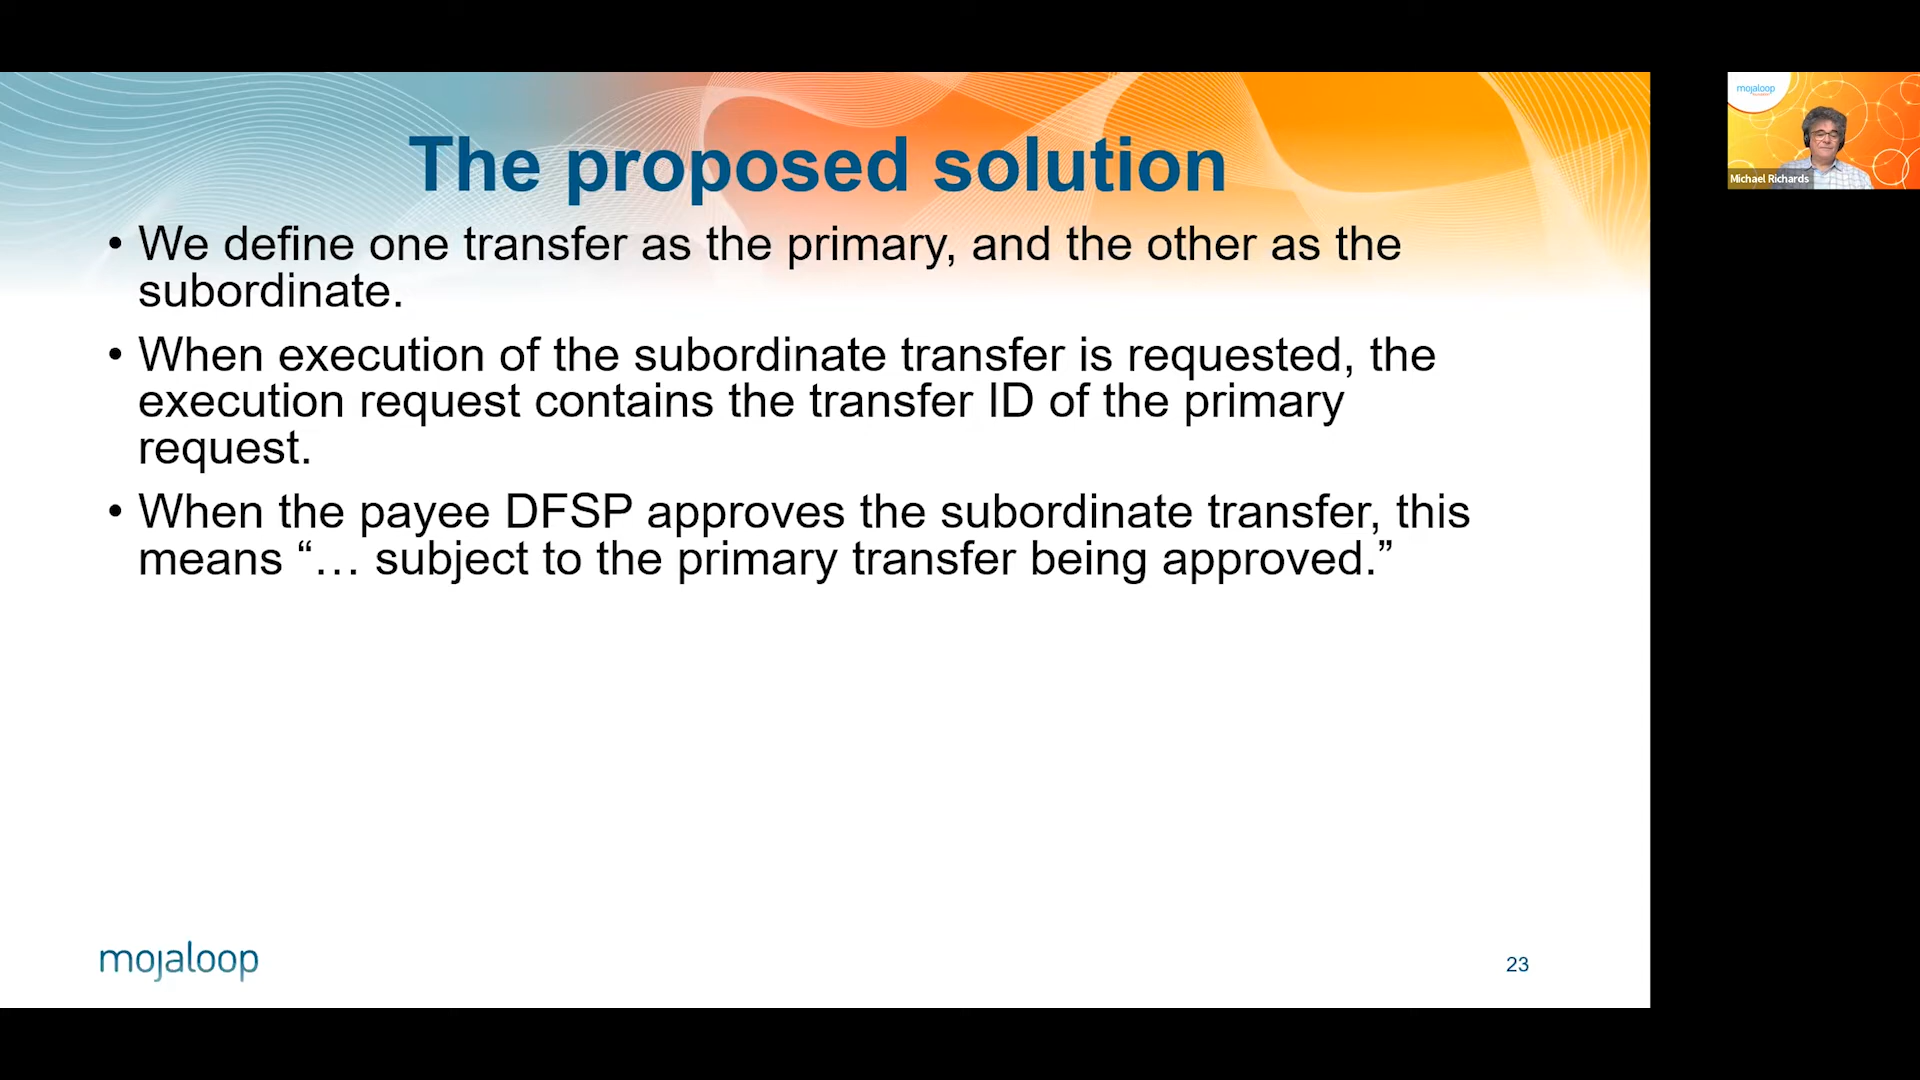 The proposed solution
• We define one transfer as the primary, and the other as the
subordinate.
• When execution of the subordinate transfer is requested, the
execution request contains the transfer ID of the primary
request.
• When the payee DFSP approves the subordinate transfer, this
means “… subject to the primary transfer being approved.”
mojaloop
23
mojaloop
Michael Richards